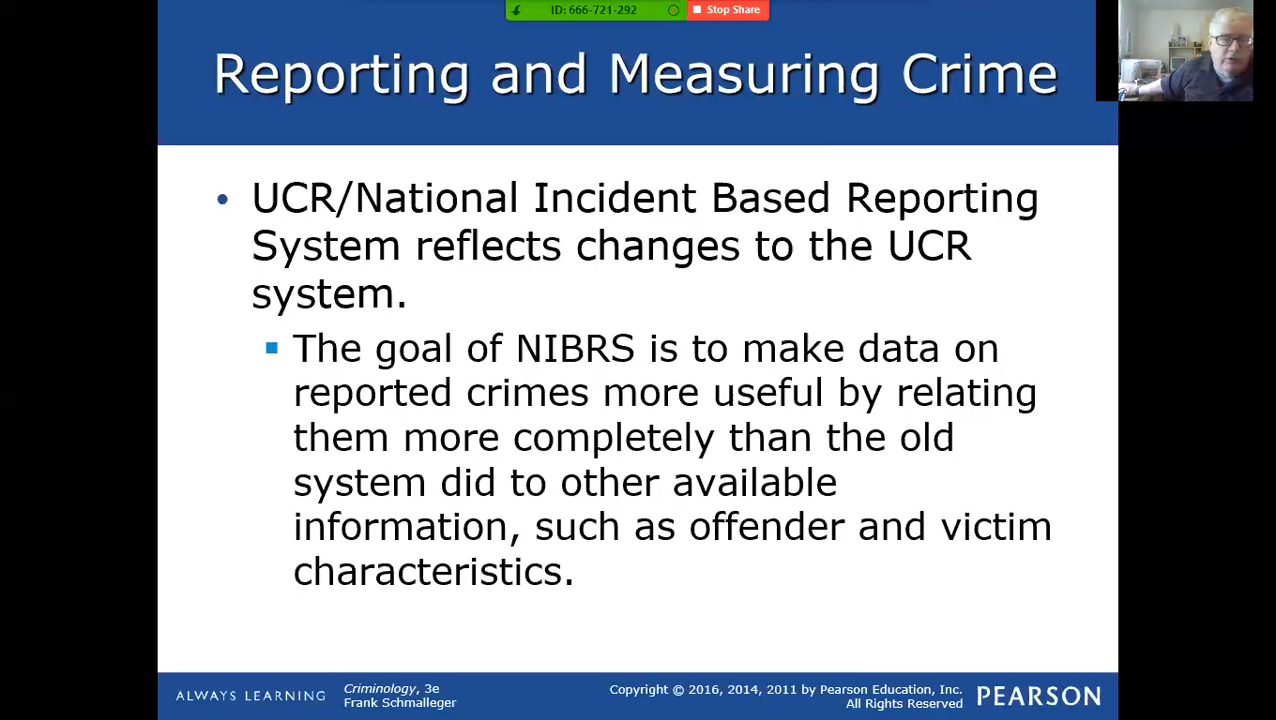 ID: 666-721-292 Stop Share
Reporting and Measuring Crime
• UCR/National Incident Based Reporting
System reflects changes to the UCR
system.
▪ The goal of NIBRS is to make data on
reported crimes more useful by relating
them more completely than the old
system did to other available
information, such as offender and victim
characteristics.
ALWAYS LEARNING
Criminology, 3e
Frank Schmalleger
Copyright © 2016, 2014, 2011 by Pearson Education, Inc.
All Rights Reserved
PEARSON